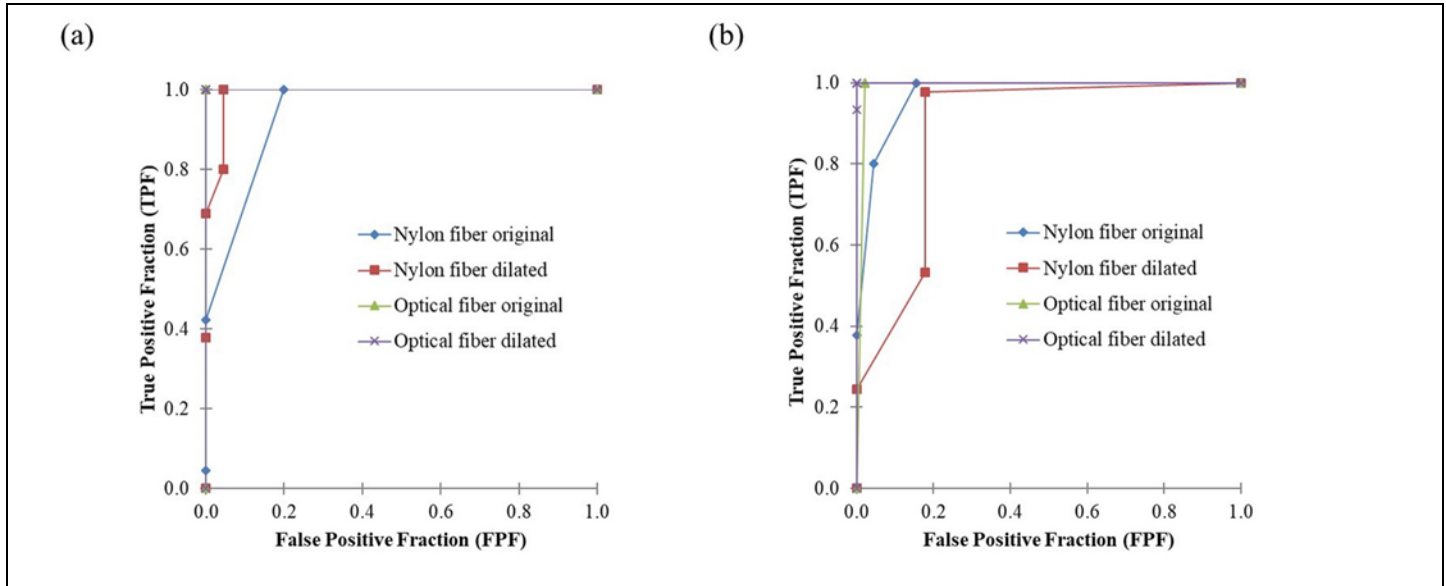 (a)
True Positive Fraction (TPF)
1.0
0.8
0.6
0.4
0.2
0.0
Nylon fiber original
Nylon fiber dilated
Optical fiber original
Optical fiber dilated
0.0 0.2 0.4 0.6 0.8 1.0
False Positive Fraction (FPF)
(b)
True Positive Fraction (TPF)
1.0
0.8
0.6
0.4
0.2
0.0
Nylon fiber original
Nylon fiber dilated
Optical fiber original
Optical fiber dilated
0.0 0.2 0.4 0.6 0.8 1.0
False Positive Fraction (FPF)